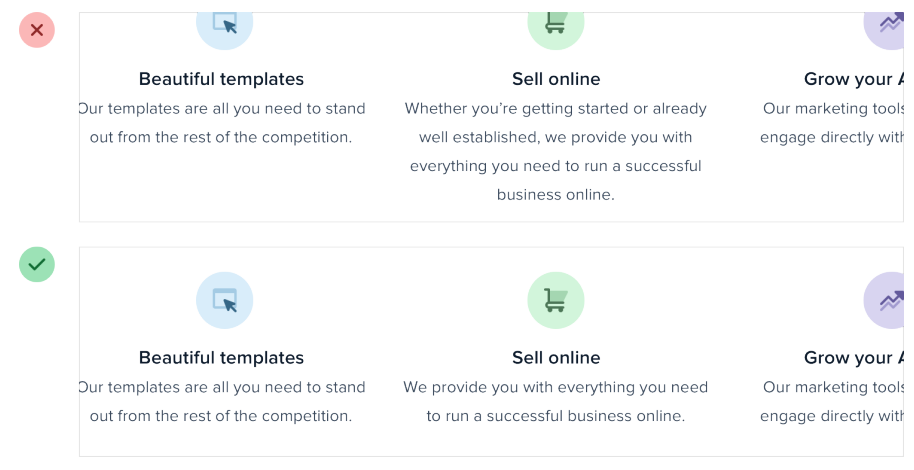 Beautiful templates
Our templates are all you need to stand
out from the rest of the competition.
Sell online
Whether you’re getting started or already
well established, we provide you with
everything you need to run a successful
business online.
Grow your A
Our marketing tools
engage directly with
Beautiful templates
Our templates are all you need to stand
out from the rest of the competition.
Sell online
We provide you with everything you need
to run a successful business online.
Grow your A
Our marketing tools
engage directly with